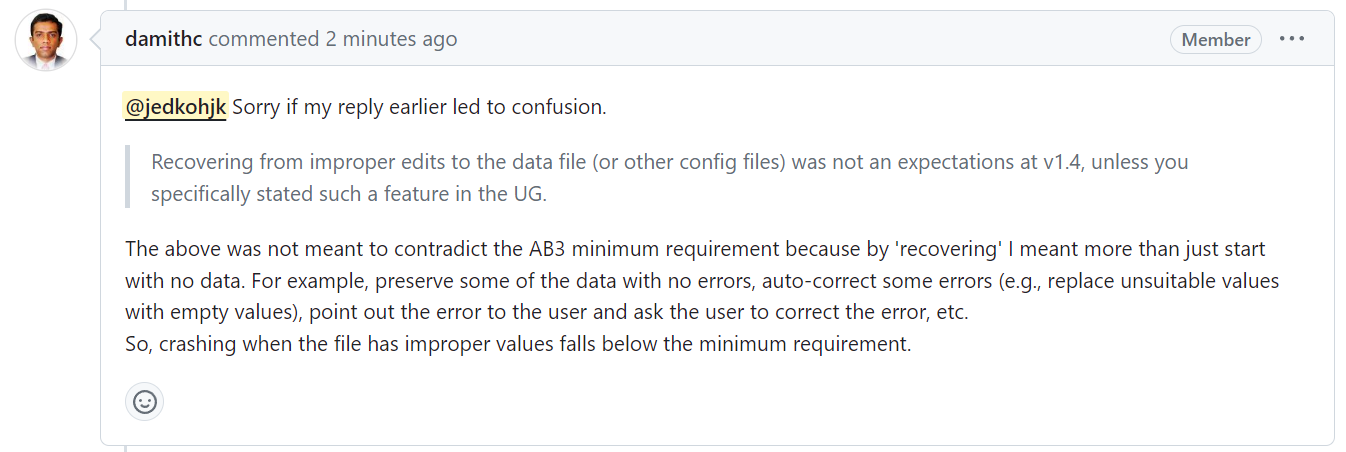 damithc commented 2 minutes ago
Member
@jedkohjk Sorry if my reply earlier led to confusion.
Recovering from improper edits to the data file (or other config files) was not an expectations at v1.4, unless you
specifically stated such a feature in the UG.
The above was not meant to contradict the AB3 minimum requirement because by 'recovering' I meant more than just start
with no data. For example, preserve some of the data with no errors, auto-correct some errors (e.g., replace unsuitable values
with empty values), point out the error to the user and ask the user to correct the error, etc.
So, crashing when the file has improper values falls below the minimum requirement.